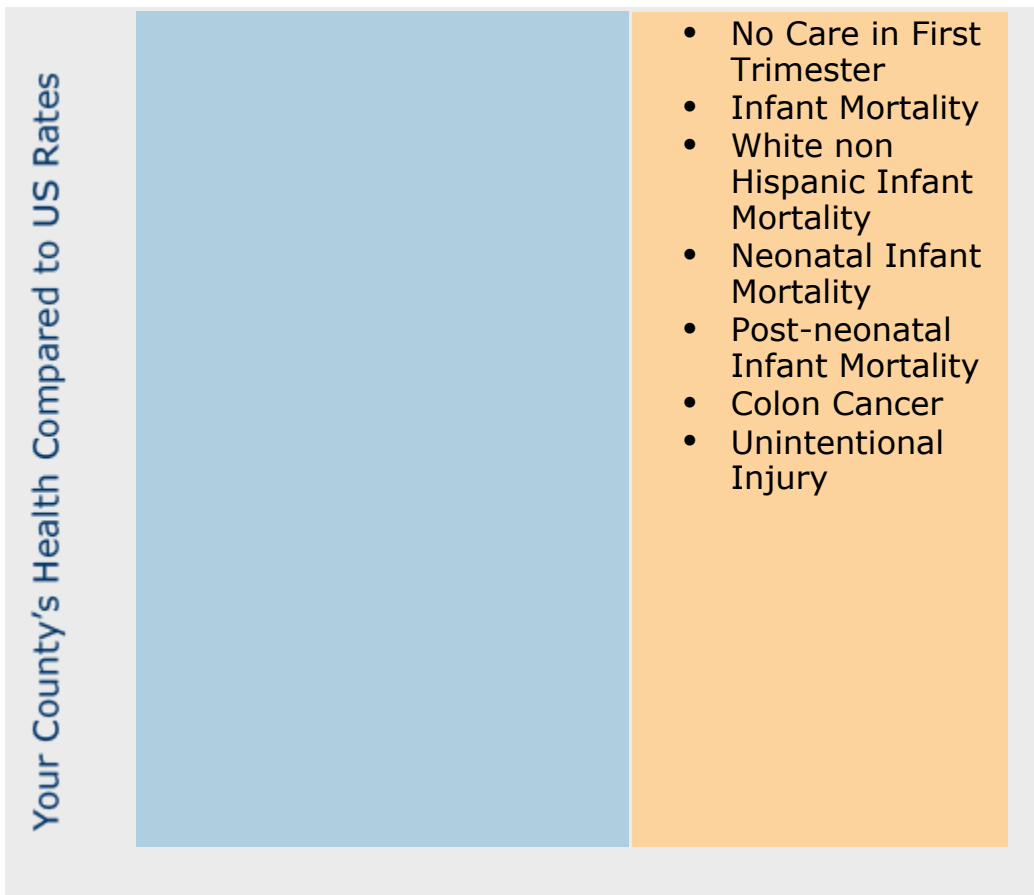 Your County's Health Compared to US Rates
• No Care in First
Trimester
• Infant Mortality
• White non
Hispanic Infant
Mortality
• Neonatal Infant
Mortality
• Post-neonatal
Infant Mortality
• Colon Cancer
• Unintentional
Injury